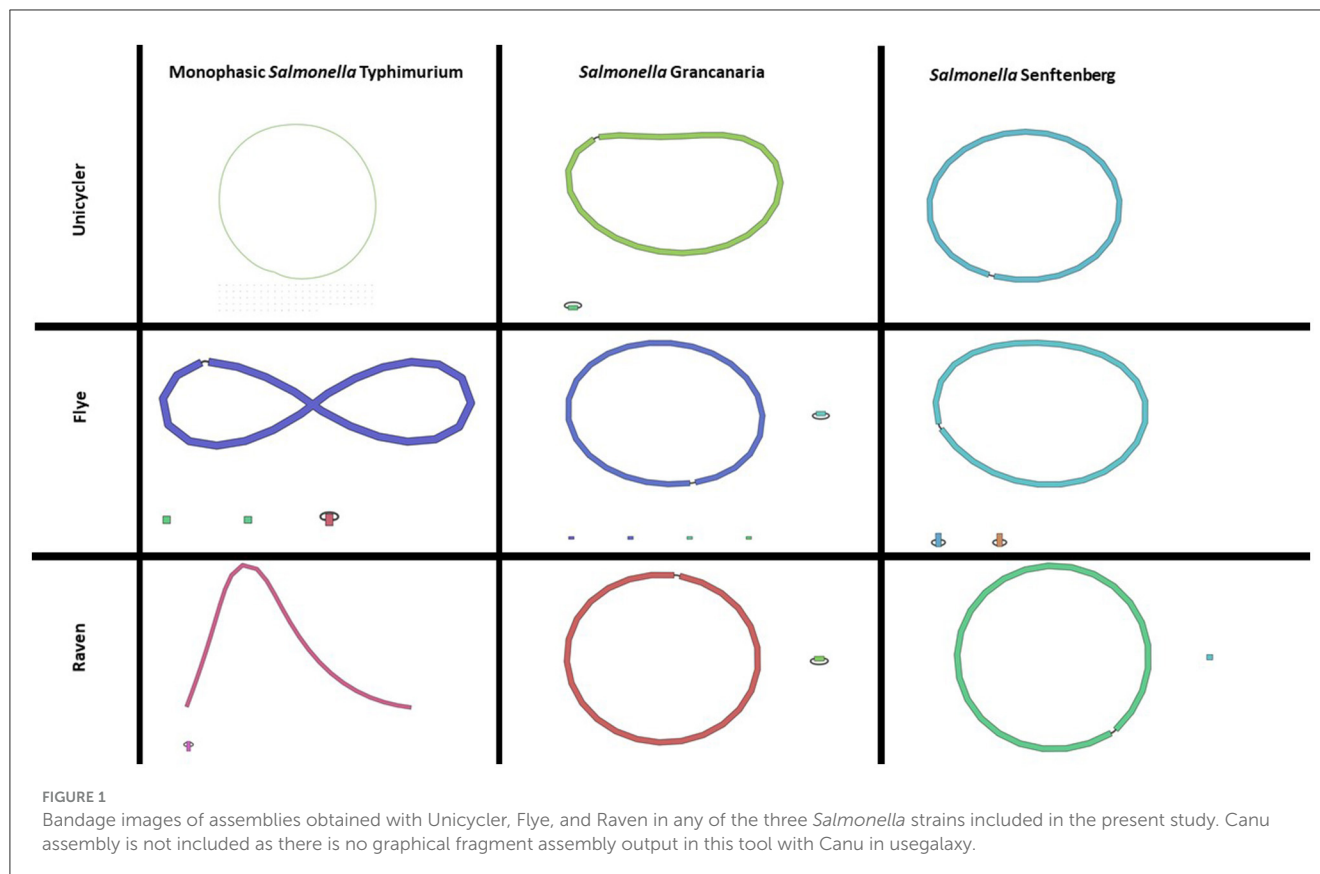 Monophasic Salmonella Typhimurium
Salmonella Grancanaria
Salmonella Senftenberg
Unicycler
Flye
Raven
FIGURE 1
Bandage images of assemblies obtained with Unicycler, Flye, and Raven in any of the three Salmonella strains included in the present study. Canu
assembly is not included as there is no graphical fragment assembly output in this tool with Canu in usegalaxy.